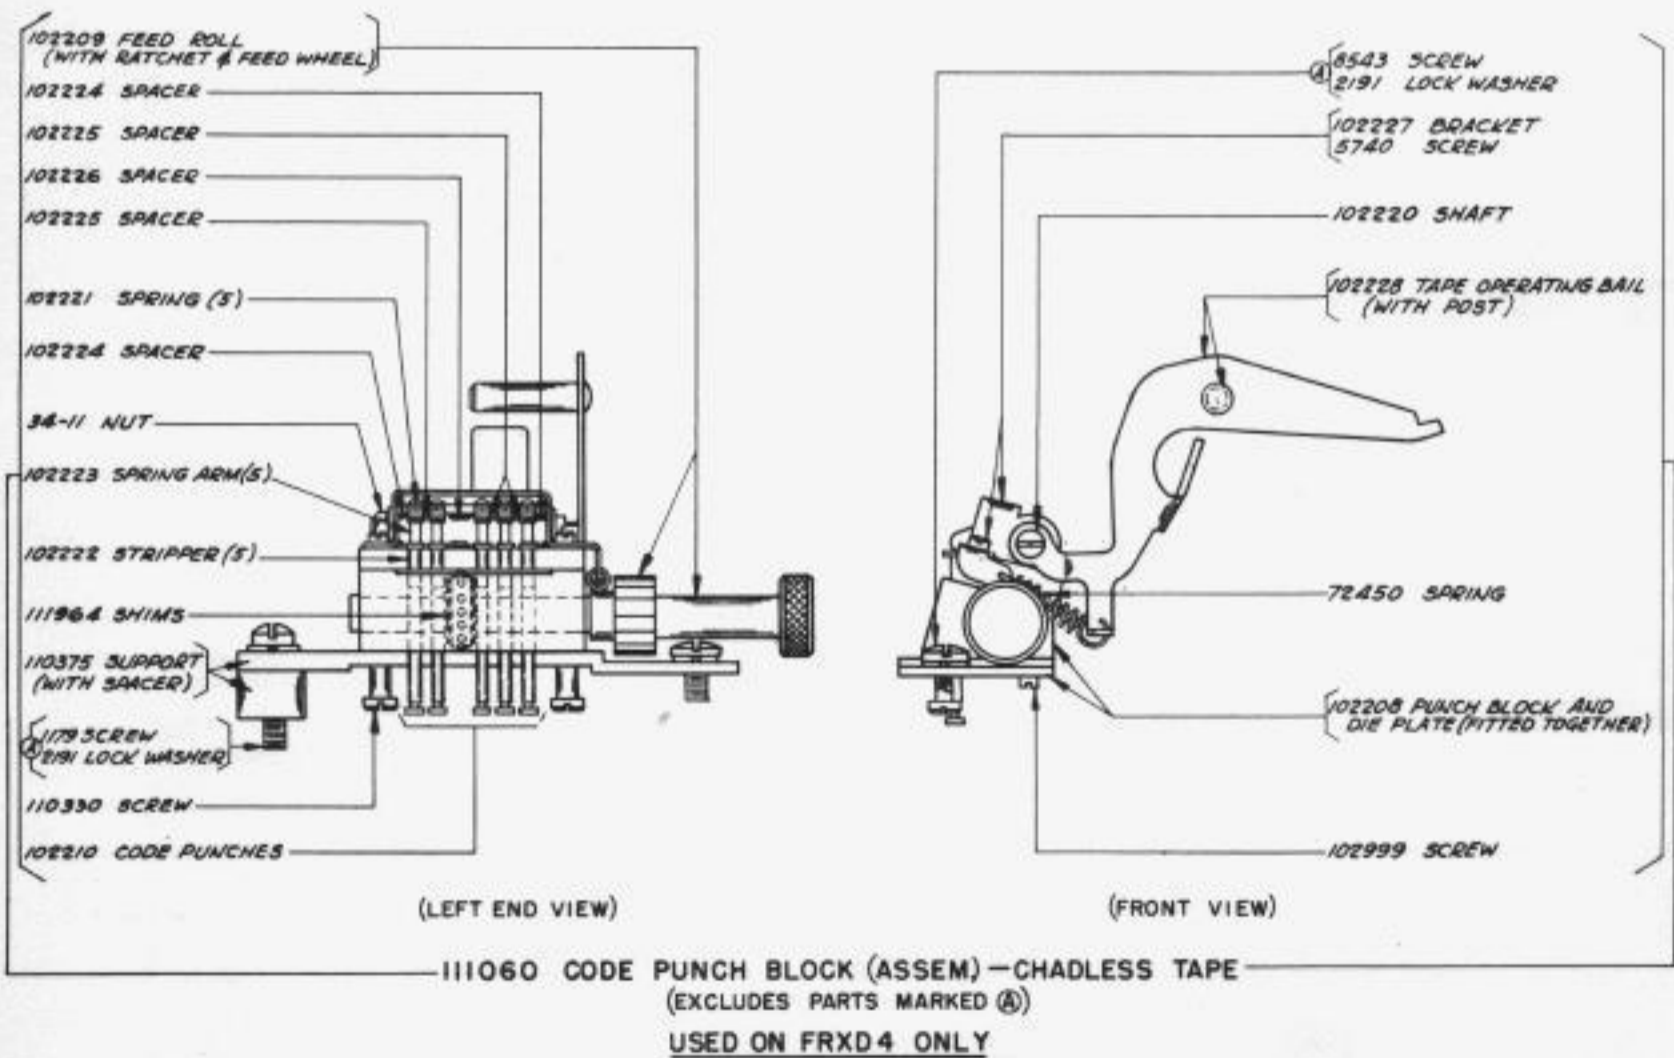 102209 FEED ROLL
(WITH RATCHET & FEED WHEEL)
102224 SPACER
102225 SPACER
102226 SPACER
102225 SPACER
102221 SPRING (5)
102224 SPACER
34-11 NUT
102223 SPRING ARM (5)
102222 STRIPPER (5)
111964 SHIMS
110375 SUPPORT
(WITH SPACER)
Ⓐ 1179 SCREW
2191 LOCK WASHER
110330 SCREW
102210 CODE PUNCHES
(LEFT END VIEW)
Ⓐ 8543 SCREW
2191 LOCK WASHER
102227 BRACKET
5740 SCREW
102220 SHAFT
102228 TAPE OPERATING BAIL
(WITH POST)
72450 SPRING
102208 PUNCH BLOCK AND
DIE PLATE (FITTED TOGETHER)
102999 SCREW
(FRONT VIEW)
111060 CODE PUNCH BLOCK (ASSEM) — CHADLESS TAPE
(EXCLUDES PARTS MARKED Ⓐ)
USED ON FRXD4 ONLY